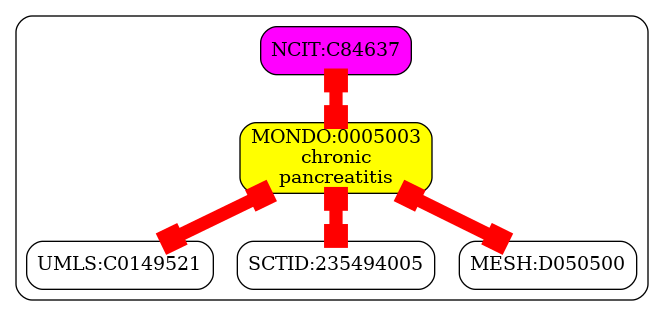 NCIT:C84637
MONDO:0005003
chronic
pancreatitis
UMLS:C0149521
SCTID:235494005
MESH:D050500